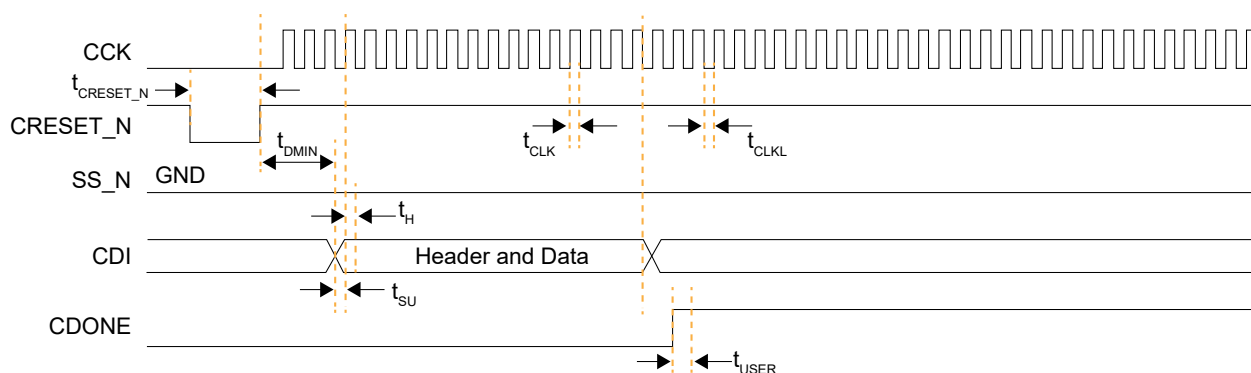 CCK
tCRESET_N
CRESET_N
tDMIN
tCLK
tCLKL
SS_N
GND
tH
CDI
Header and Data
tSU
CDONE
tUSER